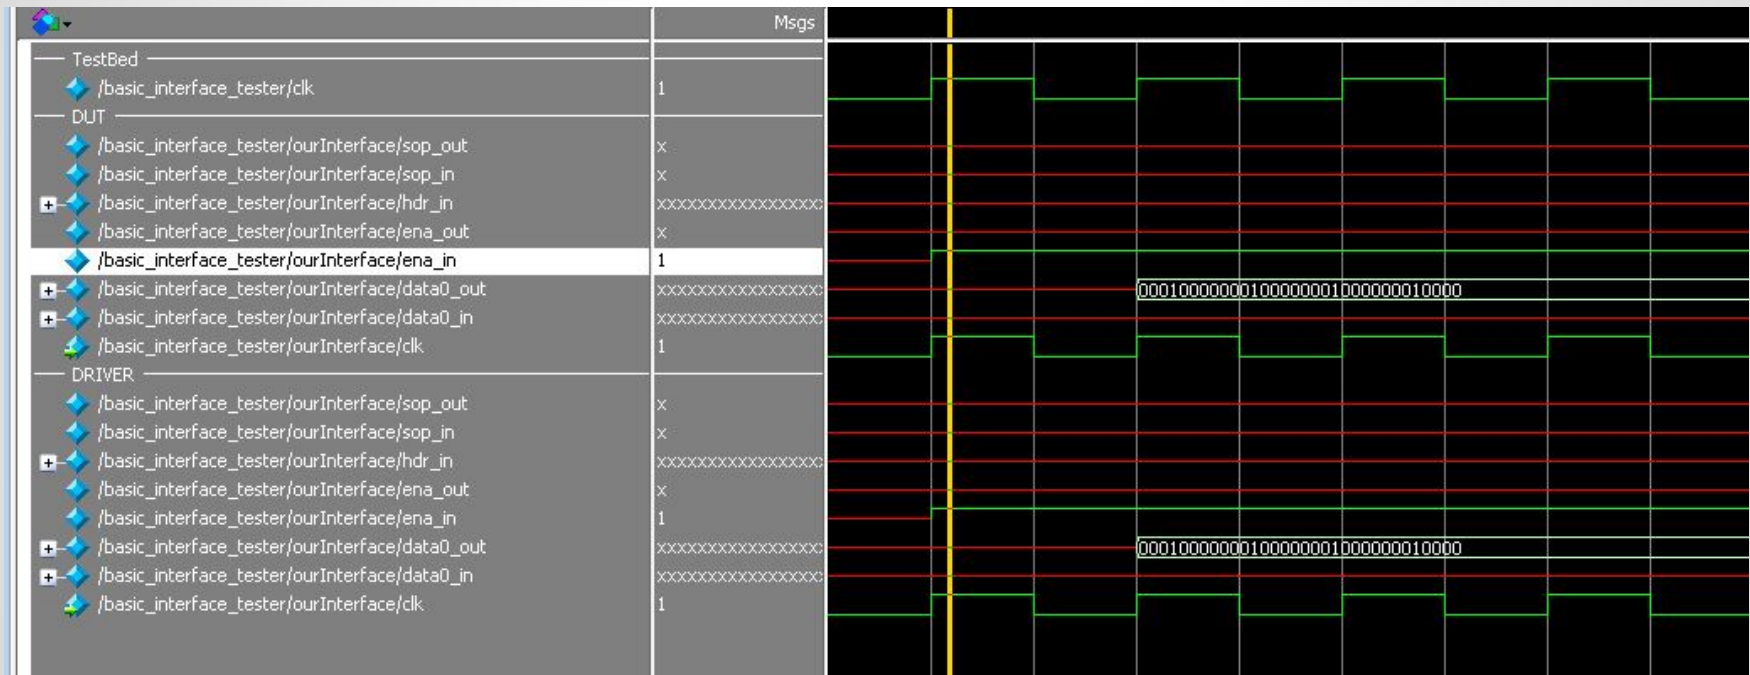 Msgs
TestBed
/basic_interface_tester/clk 1
DUT
/basic_interface_tester/ourInterface/sop_out x
/basic_interface_tester/ourInterface/sop_in x
/basic_interface_tester/ourInterface/hdr_in xxxxxxxxxxxxxxxxx
/basic_interface_tester/ourInterface/ena_out x
/basic_interface_tester/ourInterface/ena_in 1
/basic_interface_tester/ourInterface/data0_out xxxxxxxxxxxxxxxxx 00010000000100000001000000010000
/basic_interface_tester/ourInterface/data0_in xxxxxxxxxxxxxxxxx
/basic_interface_tester/ourInterface/clk 1
DRIVER
/basic_interface_tester/ourInterface/sop_out x
/basic_interface_tester/ourInterface/sop_in x
/basic_interface_tester/ourInterface/hdr_in xxxxxxxxxxxxxxxxx
/basic_interface_tester/ourInterface/ena_out x
/basic_interface_tester/ourInterface/ena_in 1
/basic_interface_tester/ourInterface/data0_out xxxxxxxxxxxxxxxxx 00010000000100000001000000010000
/basic_interface_tester/ourInterface/data0_in xxxxxxxxxxxxxxxxx
/basic_interface_tester/ourInterface/clk 1